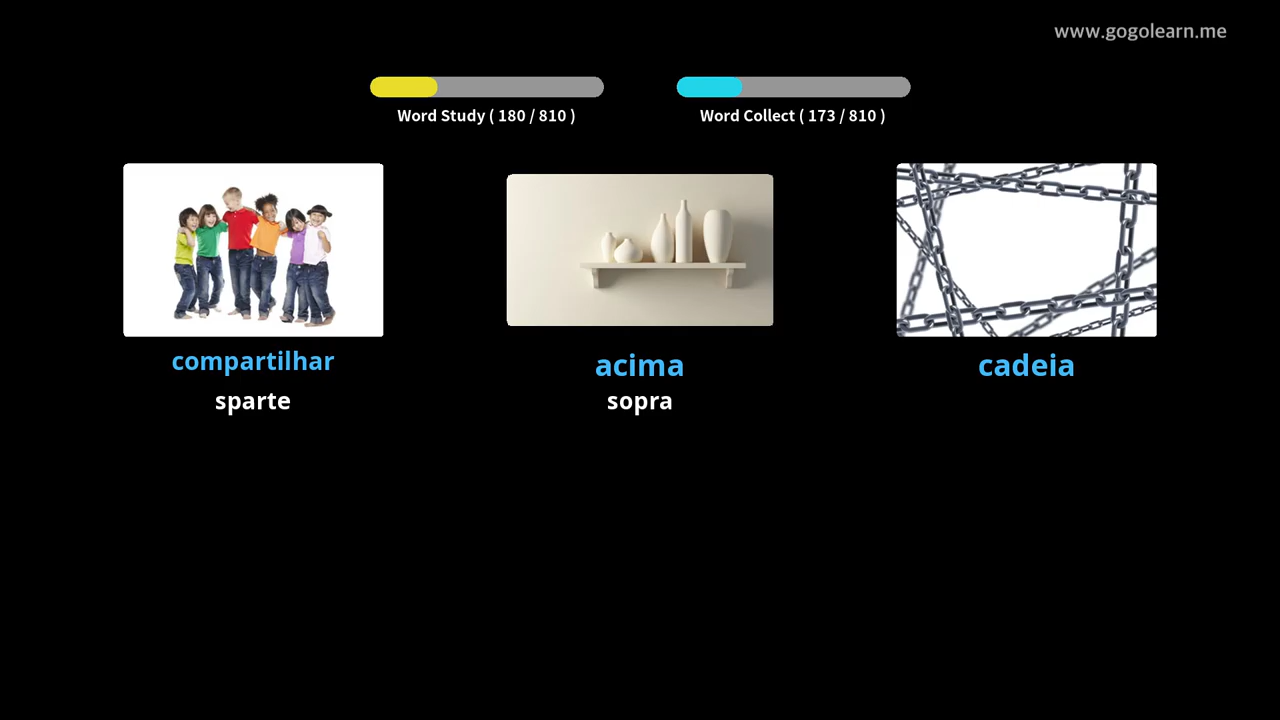 www.gogolearn.me
Word Study ( 180 / 810 )
Word Collect ( 173 / 810 )
compartilhar
sparte
acima
sopra
cadeia